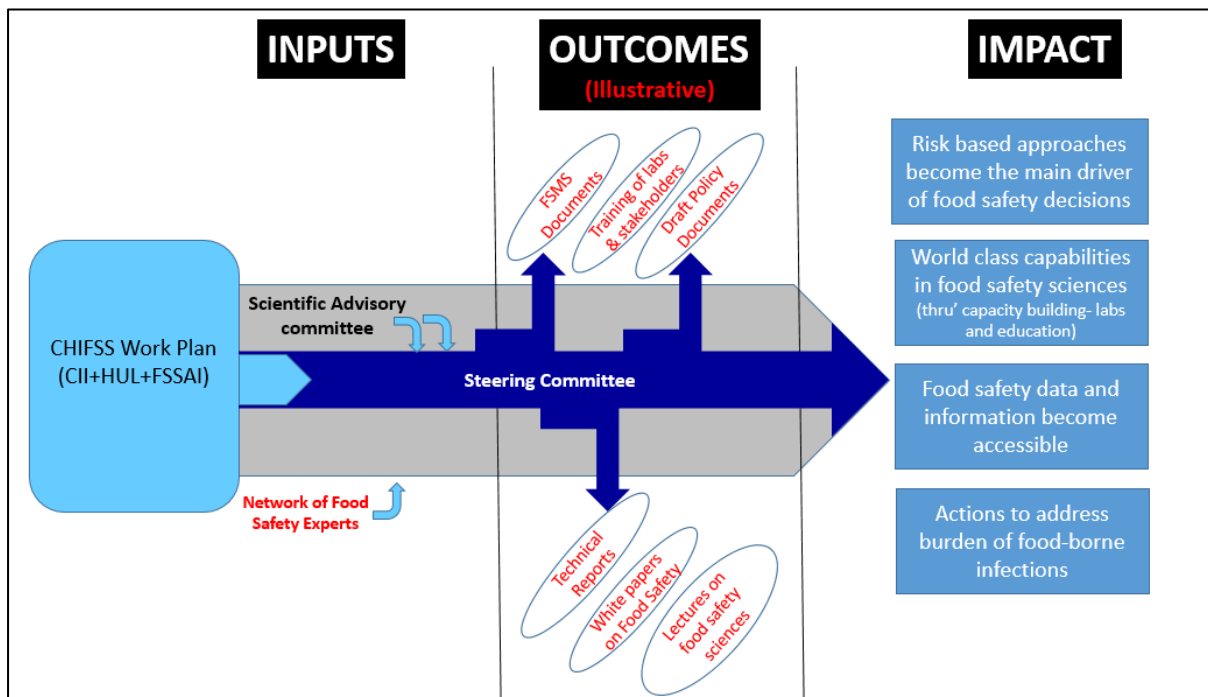 INPUTS
OUTCOMES
(Illustrative)
IMPACT
FSMS
Documents
Training of labs
& stakeholders
Draft Policy
Documents
Risk based approaches
become the main driver
of food safety decisions
World class capabilities
in food safety sciences
(thru’ capacity building- labs
and education)
Scientific Advisory
committee
CHIFSS Work Plan
(CII+HUL+FSSAI)
Steering Committee
Food safety data and
information become
accessible
Network of Food
Safety Experts
Actions to address
burden of food-borne
infections
Technical
Reports
White papers
on Food Safety
Lectures on
food safety
sciences